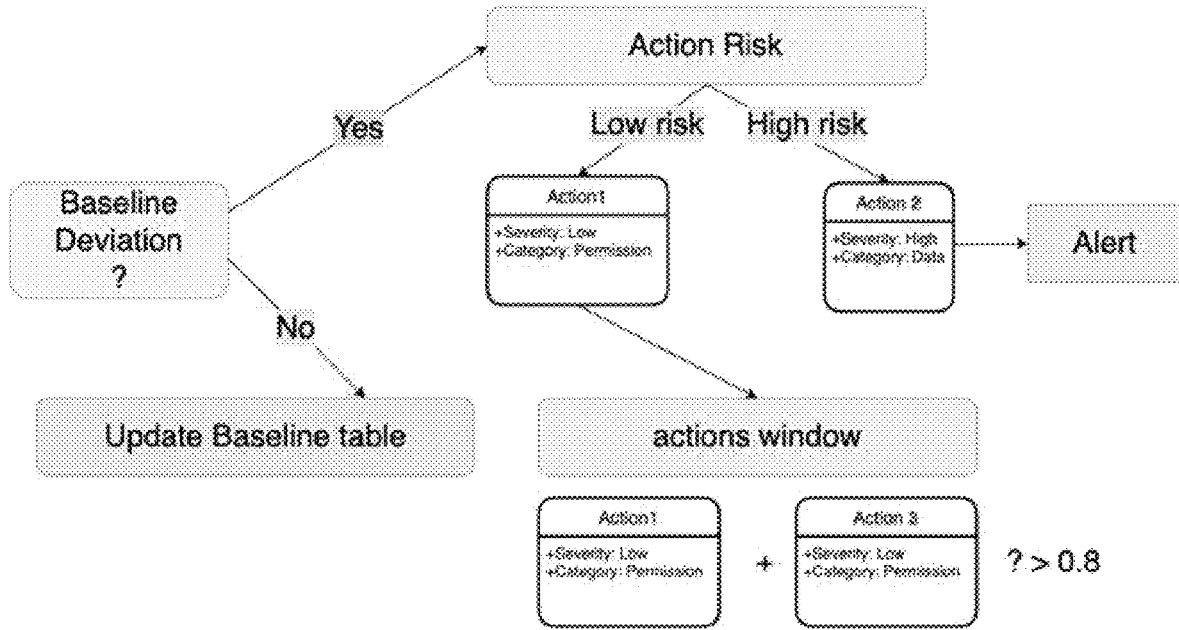 Action Risk
Yes
Low risk
High risk
Baseline
Deviation
?
Action1
+Severity: Low
+Category: Permission
Action 2
+Severity: High
+Category: Data
Alert
No
Update Baseline table
actions window
Action1
+Severity: Low
+Category: Permission
+
Action 3
+Severity: Low
+Category: Permission
? > 0.8